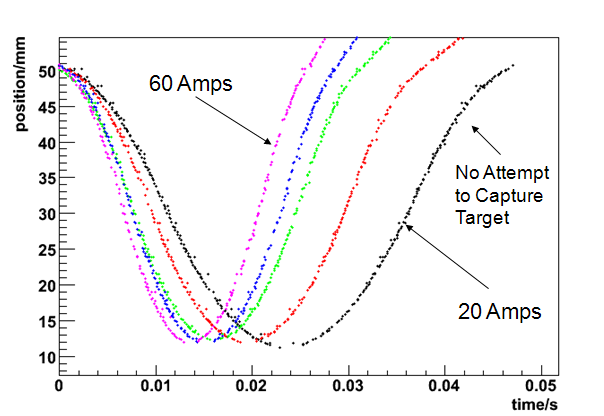 position/mm
50
45
40
35
30
25
20
15
10
60 Amps
No Attempt
to Capture
Target
20 Amps
0
0.01
0.02
0.03
0.04
0.05
time/s